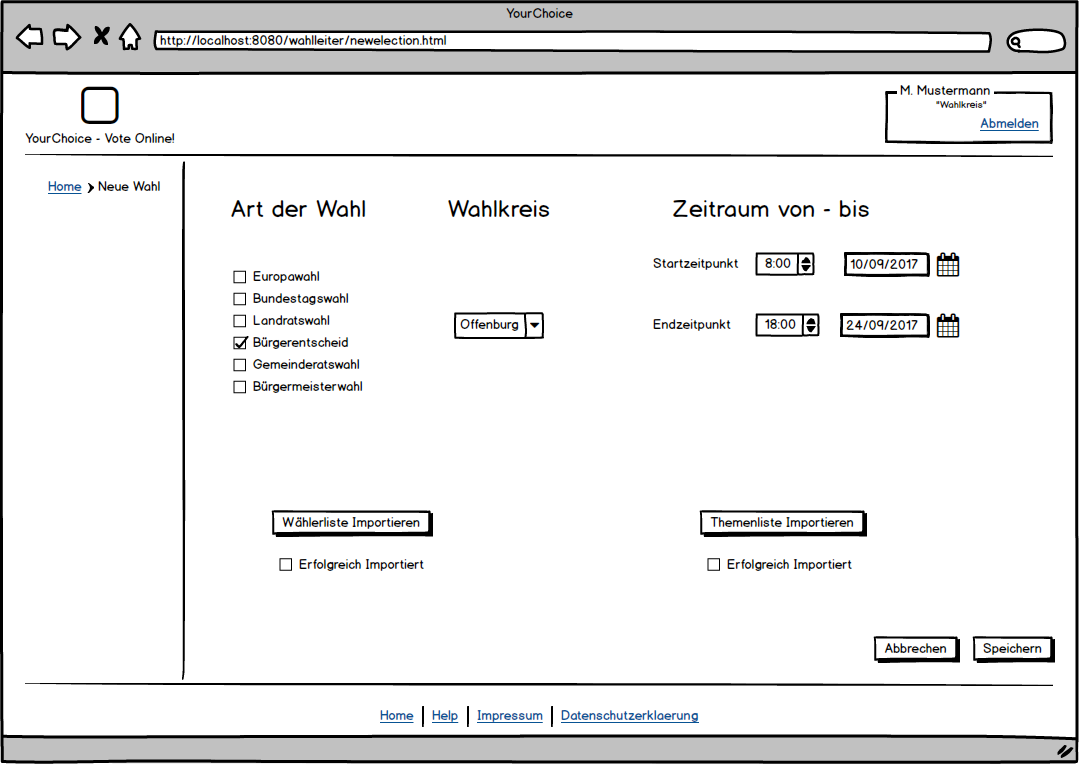 YourChoice
http://localhost:8080/wahlleiter/newelection.html
YourChoice - Vote Online!
M. Mustermann
"Wahlkreis"
Abmelden
Home Neue Wahl
Art der Wahl
Wahlkreis
Zeitraum von - bis
Europawahl
Bundestagswahl
Landratswahl
Bürgerentscheid
Gemeinderatswahl
Bürgermeisterwahl
Offenburg
Startzeitpunkt 8:00 10/09/2017
Endzeitpunkt 18:00 24/09/2017
Wählerliste Importieren
Erfolgreich Importiert
Themenliste Importieren
Erfolgreich Importiert
Abbrechen Speichern
Home Help Impressum Datenschutzerklaerung